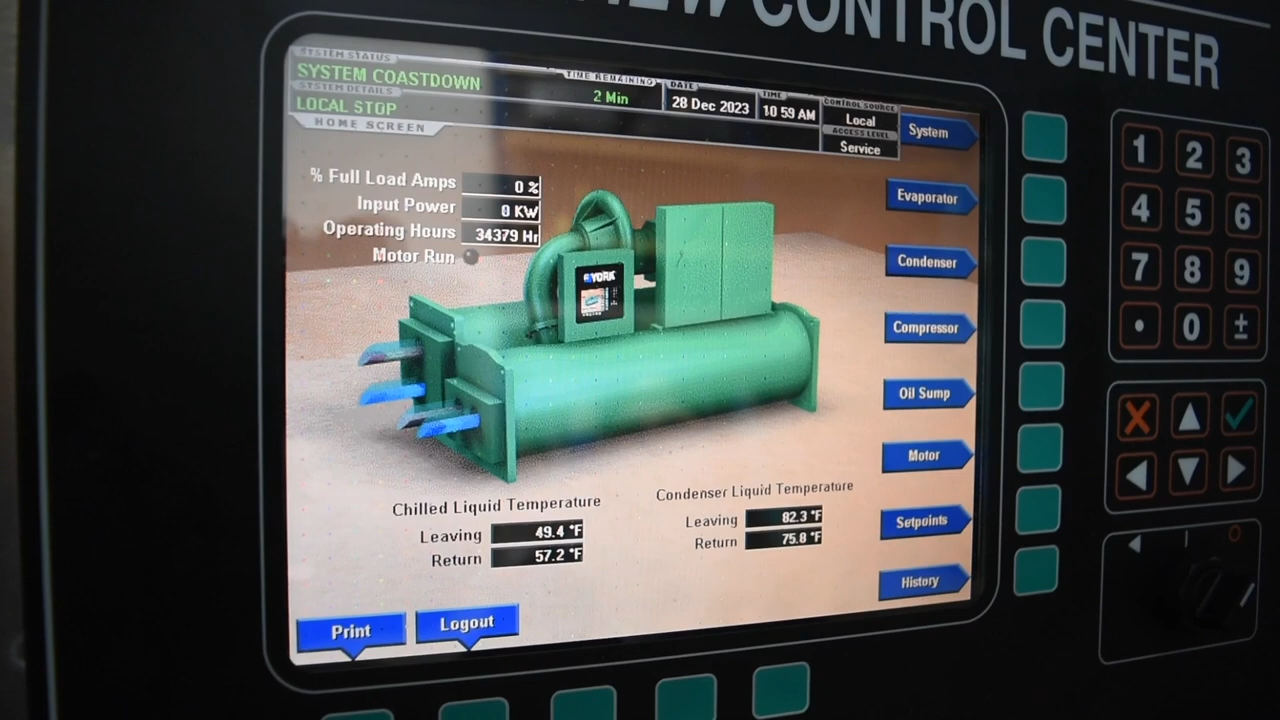 CONTROL CENTER
SYSTEM STATUS
SYSTEM COASTDOWN
SYSTEM DETAILS
LOCAL STOP
HOME SCREEN
TIME REMAINING
2 Min
DATE
28 Dec 2023
TIME
10 59 AM
CONTROL SOURCE
Local
ACCESS LEVEL
Service
% Full Load Amps 0 %
Input Power 0 KW
Operating Hours 34379 Hr
Motor Run
YORK
System
Evaporator
Condenser
Compressor
Oil Sump
Motor
Setpoints
History
Chilled Liquid Temperature
Leaving 49.4 °F
Return 57.2 °F
Condenser Liquid Temperature
Leaving 82.3 °F
Return 75.8 °F
Print
Logout
1 2 3
4 5 6
7 8 9
• 0 ±